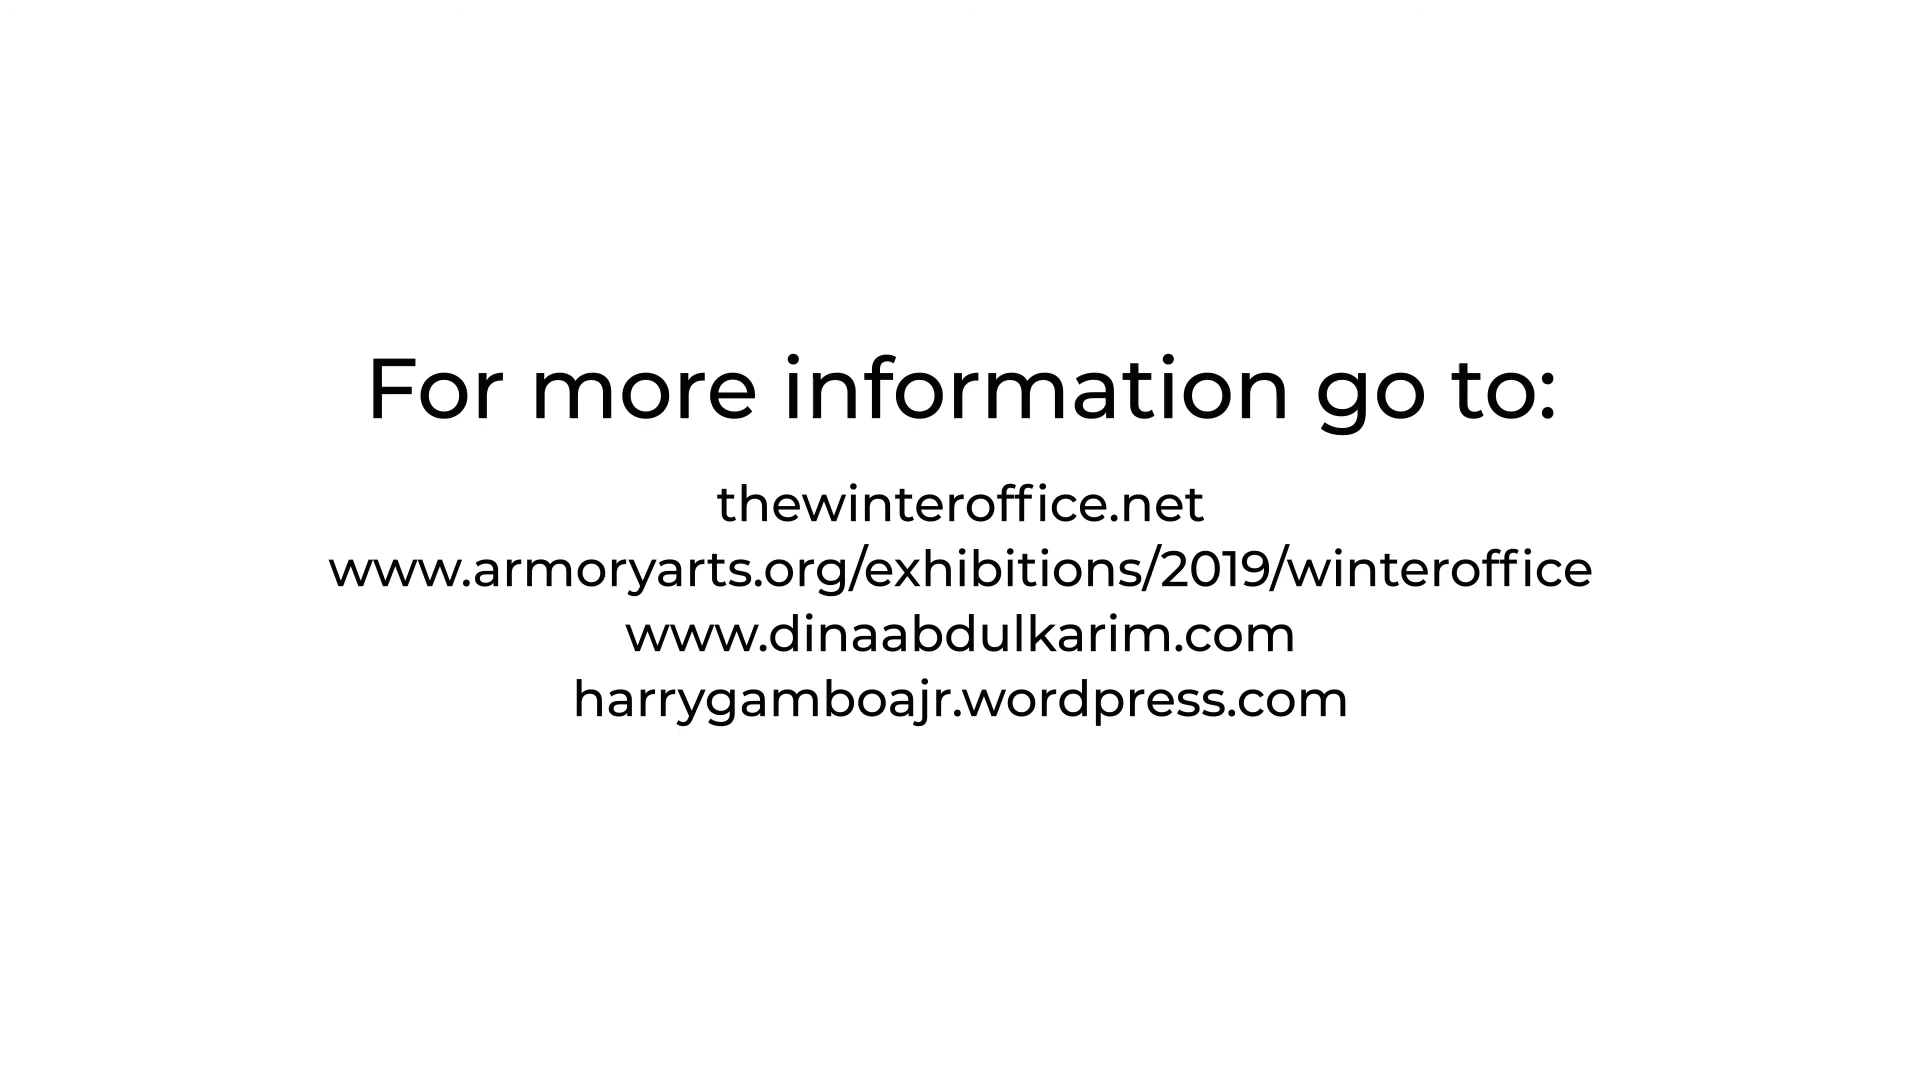 For more information go to:
thewinteroffice.net
www.armoryarts.org/exhibitions/2019/winteroffice
www.dinaabdulkarim.com
harrygamboajr.wordpress.com